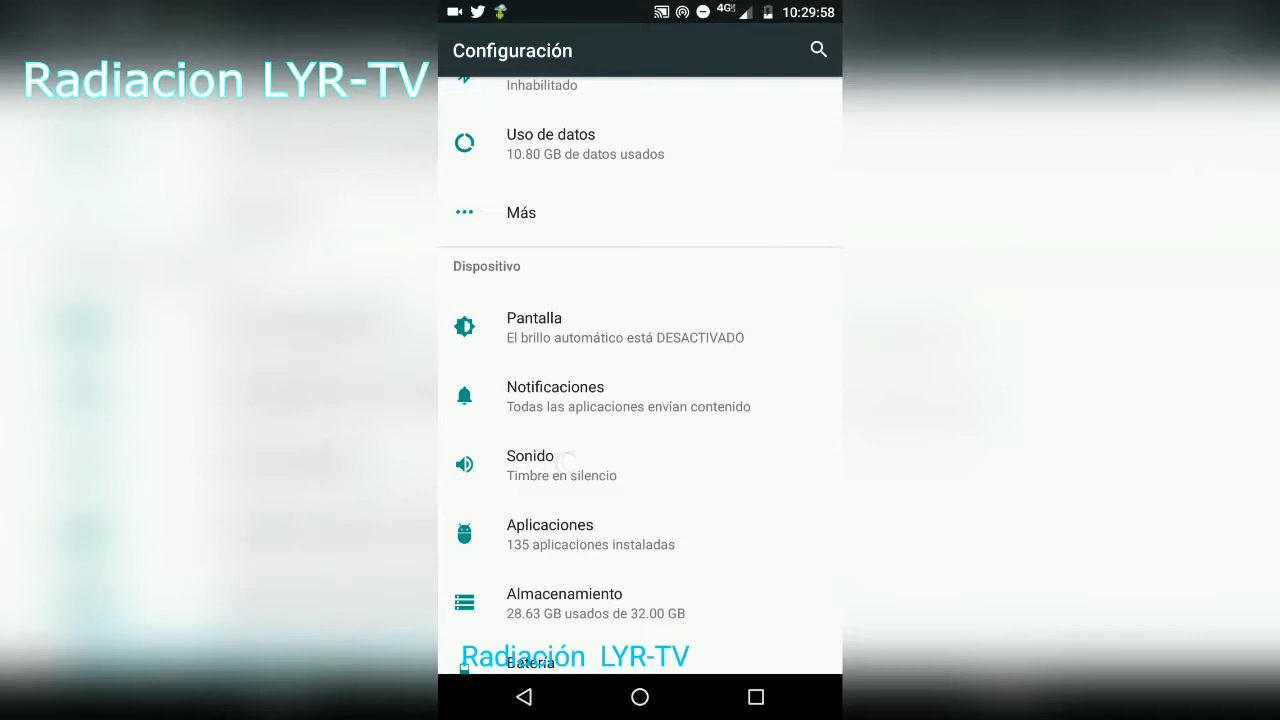 10:29:58
Radiacion LYR-TV
Configuración
Inhabilitado
Uso de datos
10.80 GB de datos usados
Más
Dispositivo
Pantalla
El brillo automático está DESACTIVADO
Notificaciones
Todas las aplicaciones envían contenido
Sonido
Timbre en silencio
Aplicaciones
135 aplicaciones instaladas
Almacenamiento
28.63 GB usados de 32.00 GB
Batería
Radiación LYR-TV